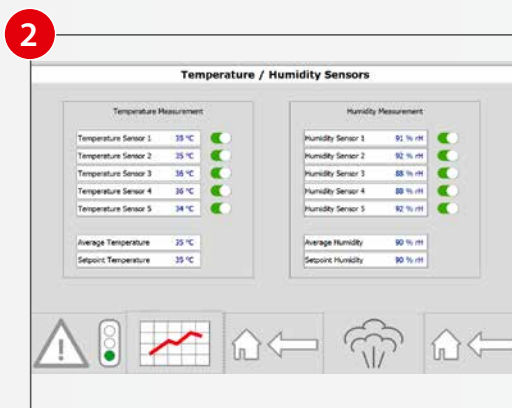 2
Temperature / Humidity Sensors
Temperature Measurement
Temperature Sensor 1 35 °C
Temperature Sensor 2 35 °C
Temperature Sensor 3 36 °C
Temperature Sensor 4 36 °C
Temperature Sensor 5 34 °C
Average Temperature 35 °C
Setpoint Temperature 35 °C
Humidity Measurement
Humidity Sensor 1 91 % rH
Humidity Sensor 2 92 % rH
Humidity Sensor 3 88 % rH
Humidity Sensor 4 88 % rH
Humidity Sensor 5 92 % rH
Average Humidity 90 % rH
Setpoint Humidity 90 % rH